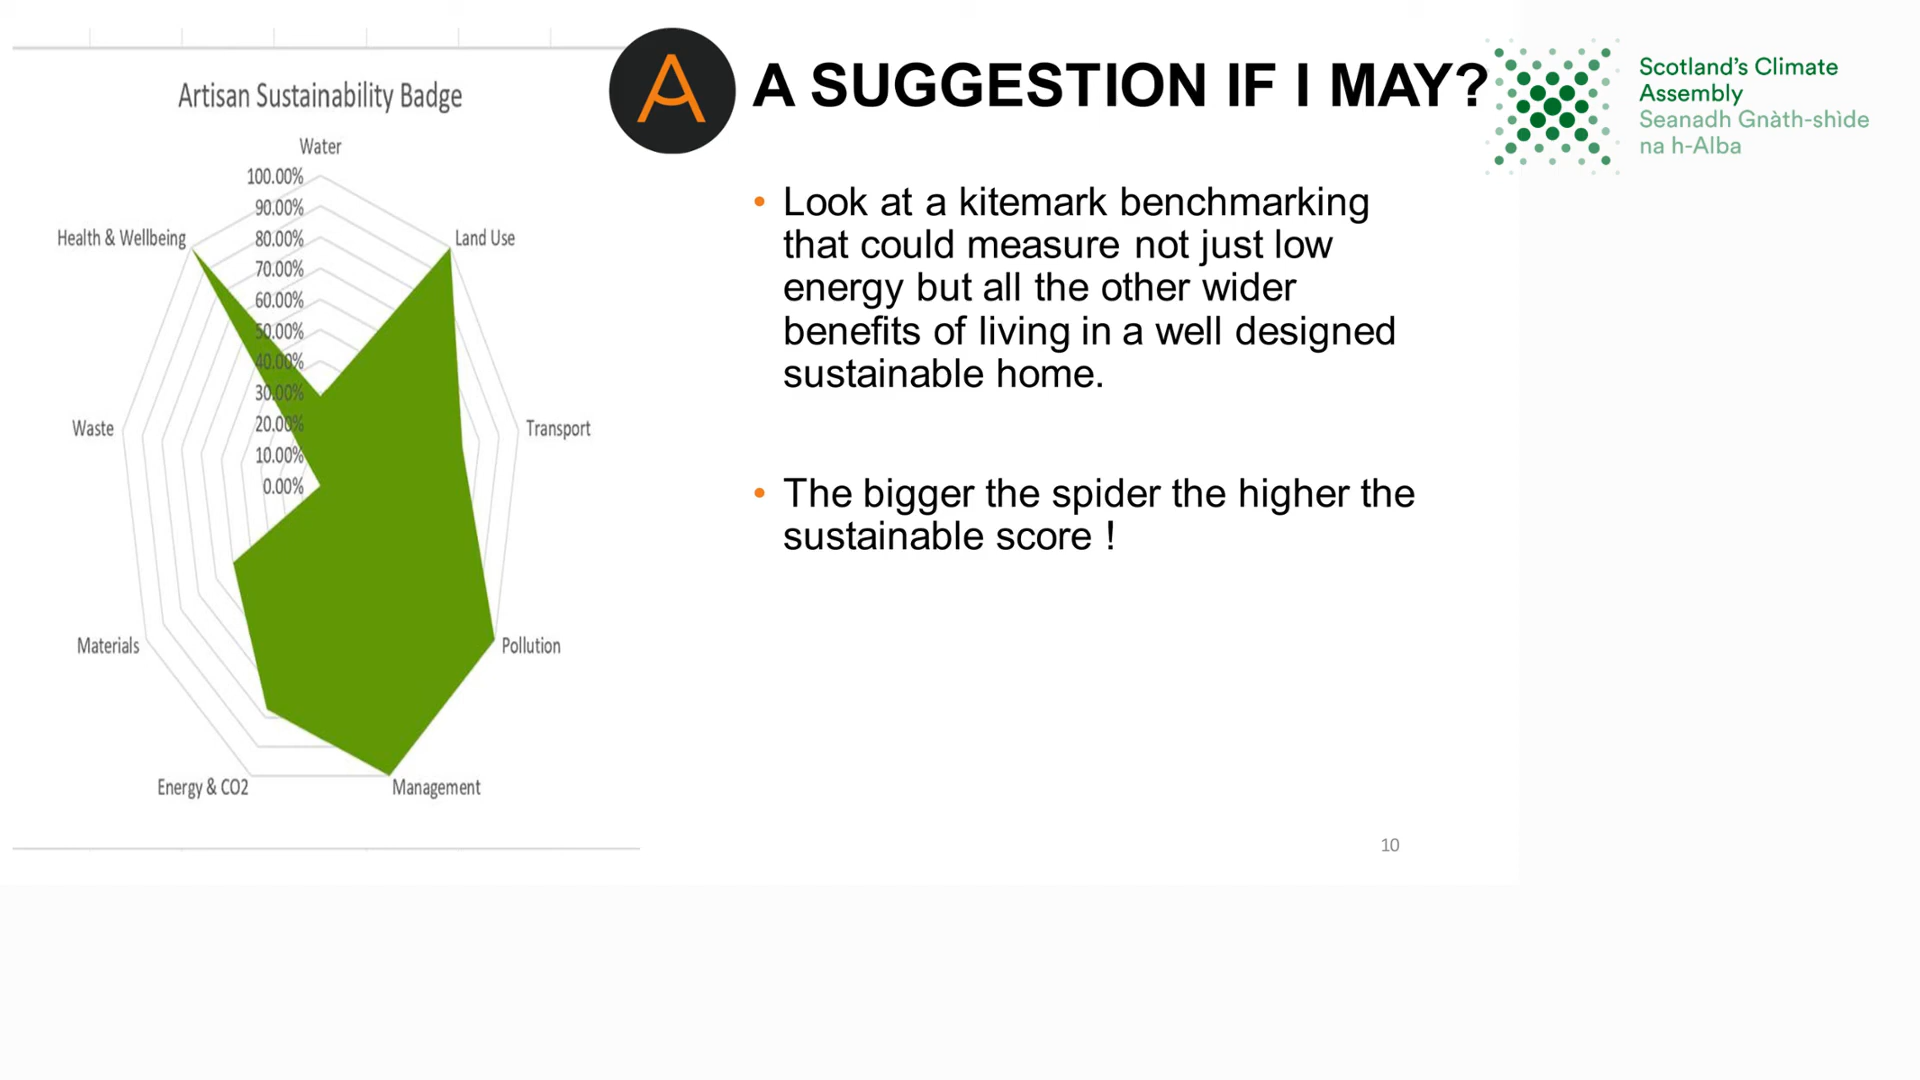 Artisan Sustainability Badge
Water
100.00%
90.00%
80.00%
70.00%
60.00%
50.00%
40.00%
30.00%
20.00%
10.00%
0.00%
Health & Wellbeing
Land Use
Waste
Transport
Materials
Pollution
Energy & CO2
Management
A
A SUGGESTION IF I MAY?
Scotland's Climate
Assembly
Seanadh Gnàth-shìde
na h-Alba
• Look at a kitemark benchmarking
that could measure not just low
energy but all the other wider
benefits of living in a well designed
sustainable home.
• The bigger the spider the higher the
sustainable score !
10